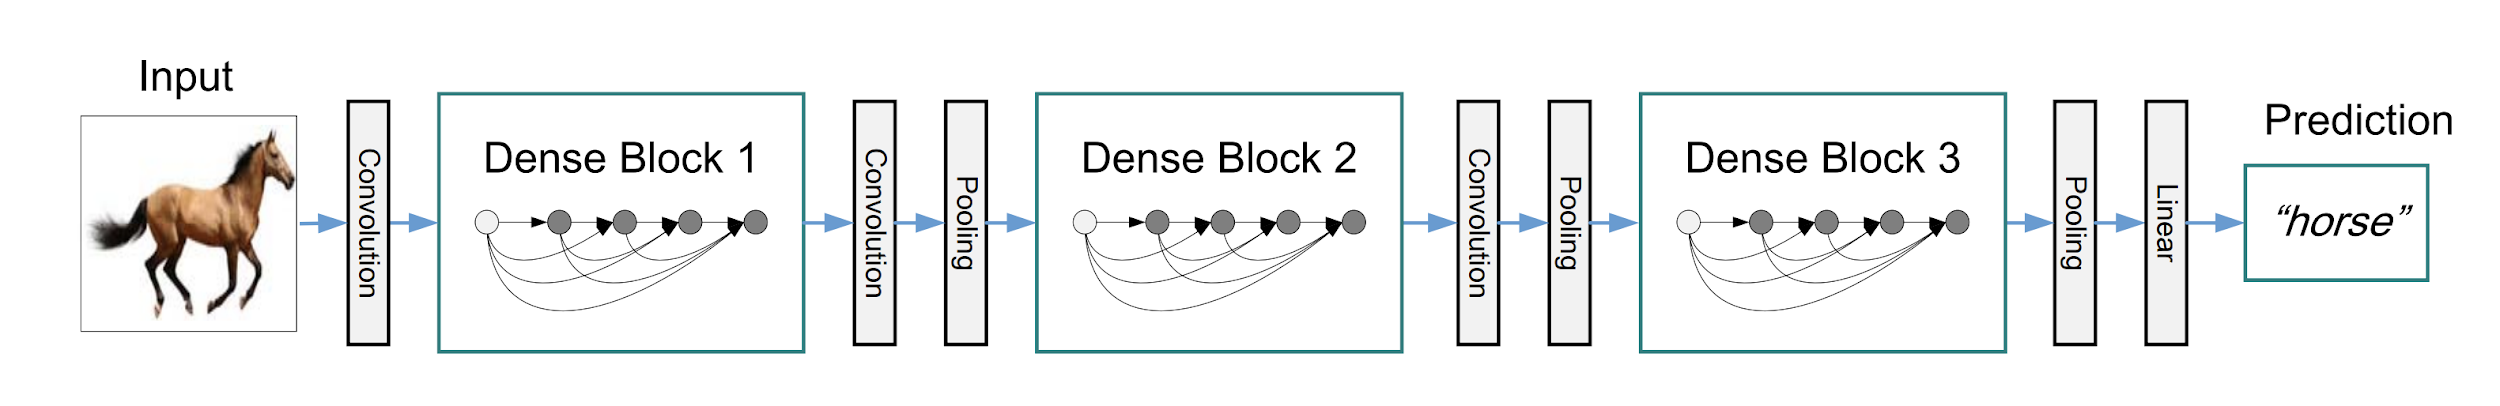 Input
Convolution
Dense Block 1
Convolution
Pooling
Dense Block 2
Convolution
Pooling
Dense Block 3
Pooling
Linear
Prediction
“horse”